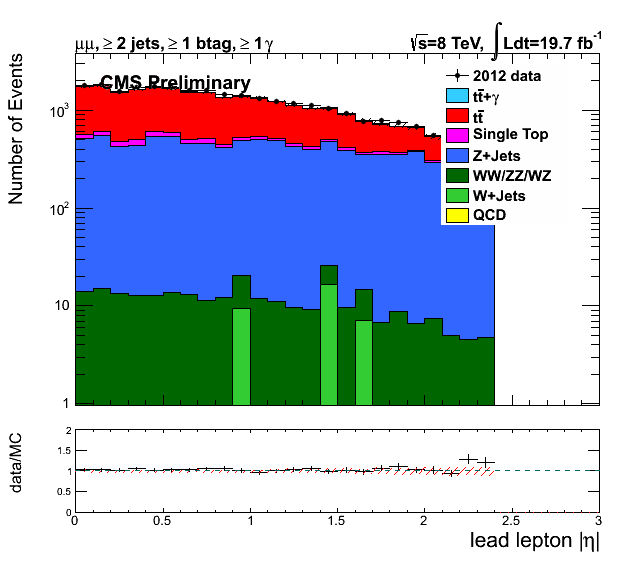 μμ, ≥ 2 jets, ≥ 1 btag, ≥ 1 γ
√s=8 TeV, ∫Ldt=19.7 fb⁻¹
CMS Preliminary
2012 data
tt̄+γ
tt̄
Single Top
Z+Jets
WW/ZZ/WZ
W+Jets
QCD
Number of Events
10³
10²
10
1
data/MC
2
1.5
1
0.5
0
0 0.5 1 1.5 2 2.5 3
lead lepton |η|